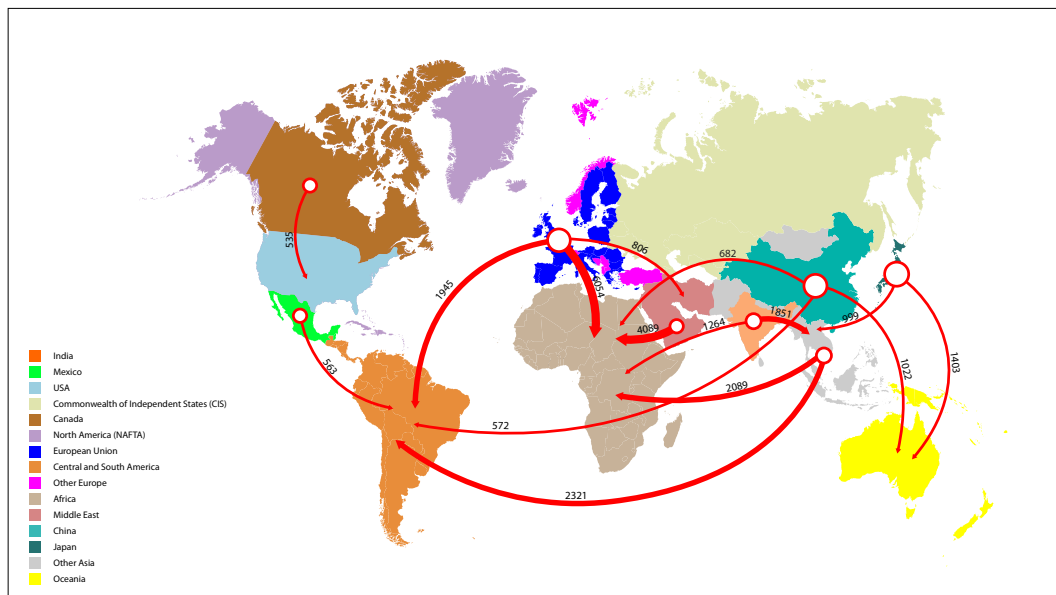 535
806
682
1945
6054
4089
1264
1851
999
563
2089
1022
1403
572
2321
India
Mexico
USA
Commonwealth of Independent States (CIS)
Canada
North America (NAFTA)
European Union
Central and South America
Other Europe
Africa
Middle East
China
Japan
Other Asia
Oceania